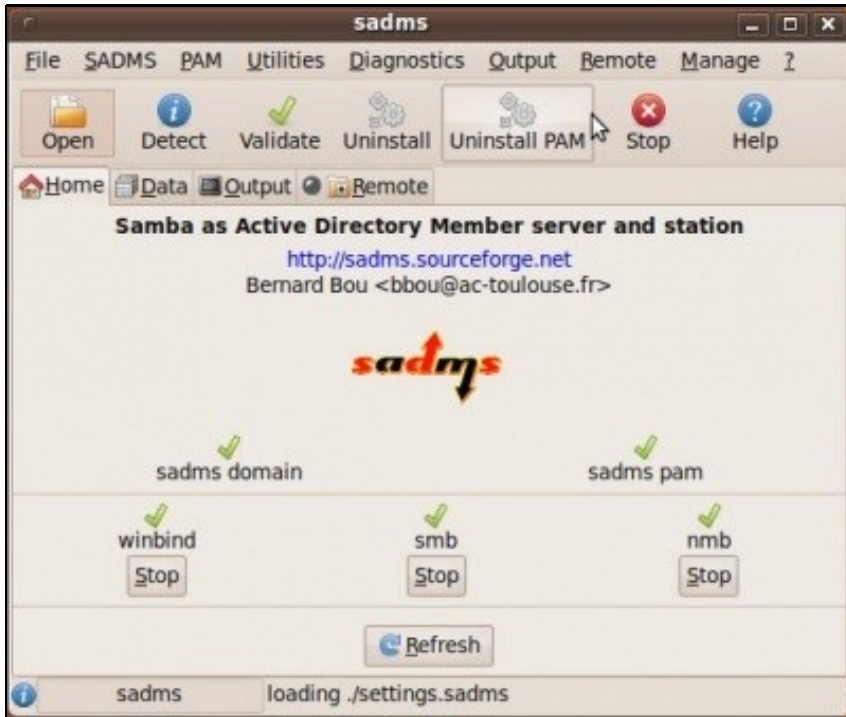 sadms
File SADMS PAM Utilities Diagnostics Output Remote Manage ?
Open Detect Validate Uninstall Uninstall PAM Stop Help
Home Data Output Remote
Samba as Active Directory Member server and station
http://sadms.sourceforge.net
Bernard Bou <bbou@ac-toulouse.fr>
sadms
sadms domain sadms pam
winbind smb nmb
Stop Stop Stop
Refresh
sadms loading ./settings.sadms